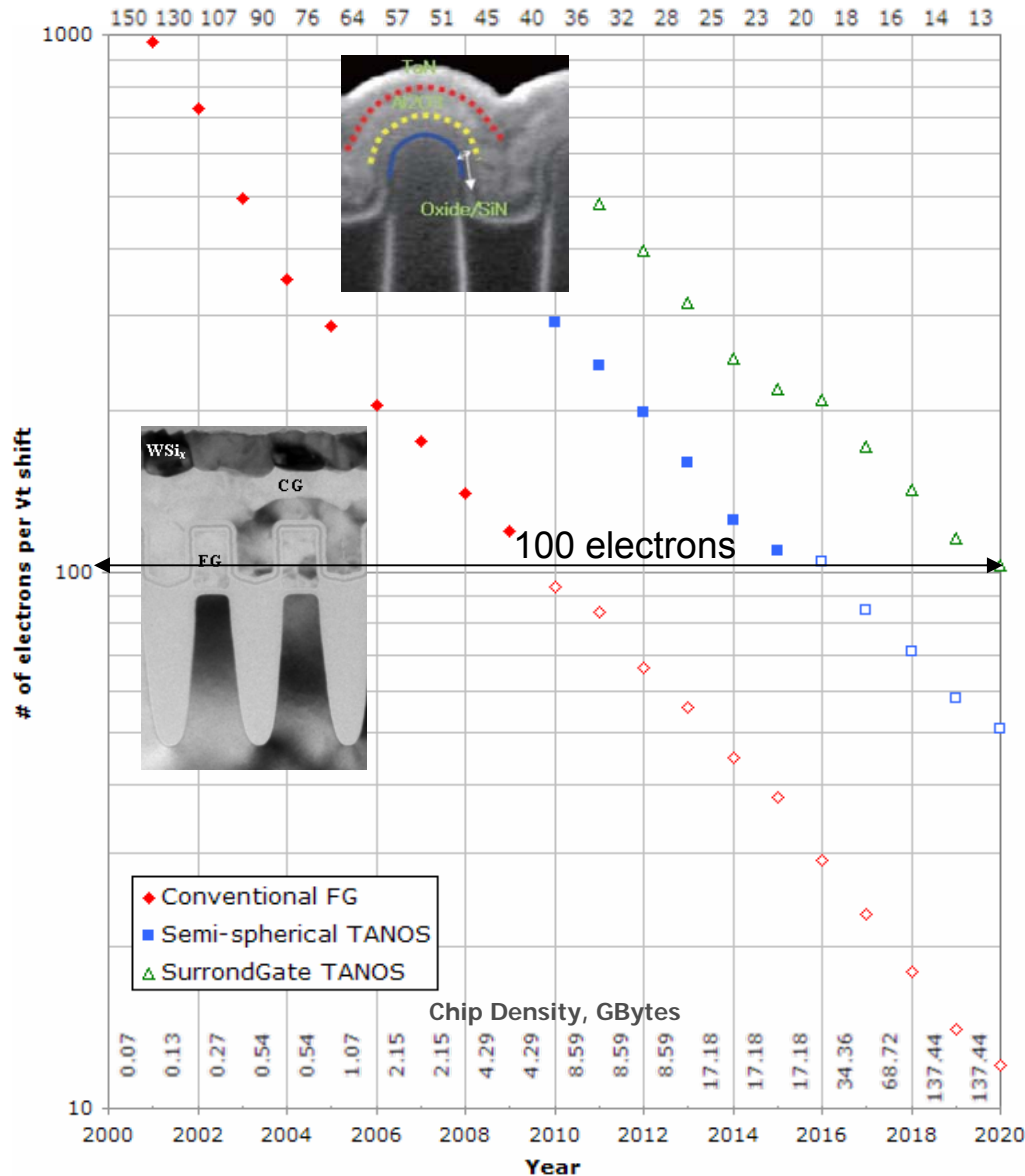 150 130 107 90 76 64 57 51 45 40 36 32 28 25 23 20 18 16 14 13
1000
TaN
Al2O3
Oxide/SiN
WSix
CG
FG
100 electrons
# of electrons per Vt shift
100
Conventional FG
Semi-spherical TANOS
SurrondGate TANOS
Chip Density, GBytes
0.07 0.13 0.27 0.54 0.54 1.07 2.15 2.15 4.29 4.29 8.59 8.59 8.59 17.18 17.18 17.18 34.36 68.72 137.44 137.44
10
2000 2002 2004 2006 2008 2010 2012 2014 2016 2018 2020
Year